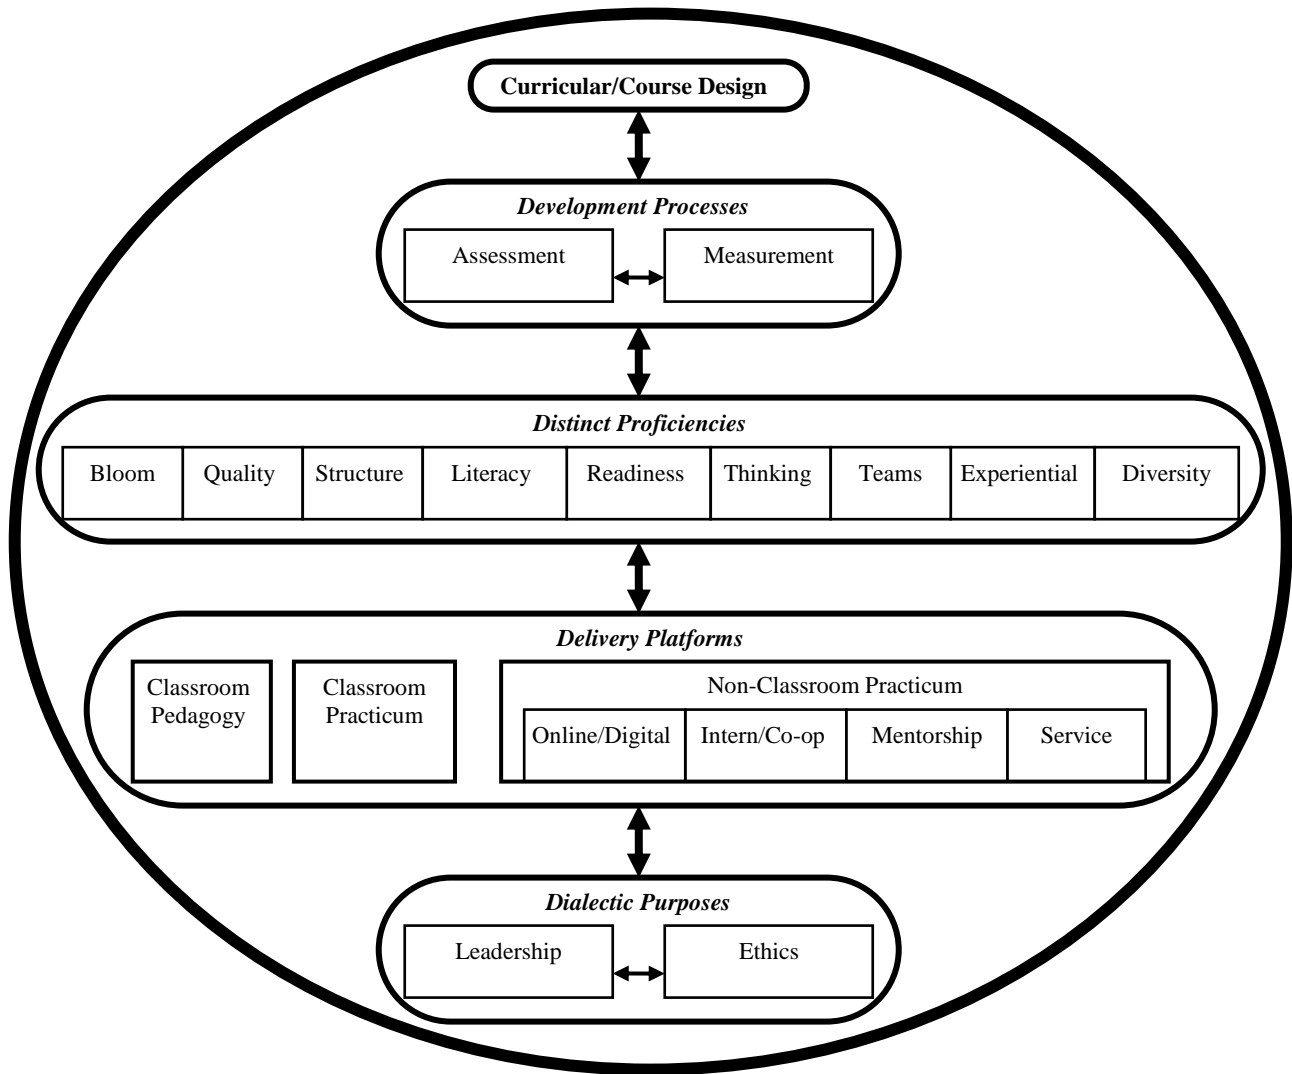 Curricular/Course Design
Development Processes
Assessment
Measurement
Distinct Proficiencies
Bloom
Quality
Structure
Literacy
Readiness
Thinking
Teams
Experiential
Diversity
Delivery Platforms
Classroom
Pedagogy
Classroom
Practicum
Non-Classroom Practicum
Online/Digital
Intern/Co-op
Mentorship
Service
Dialectic Purposes
Leadership
Ethics